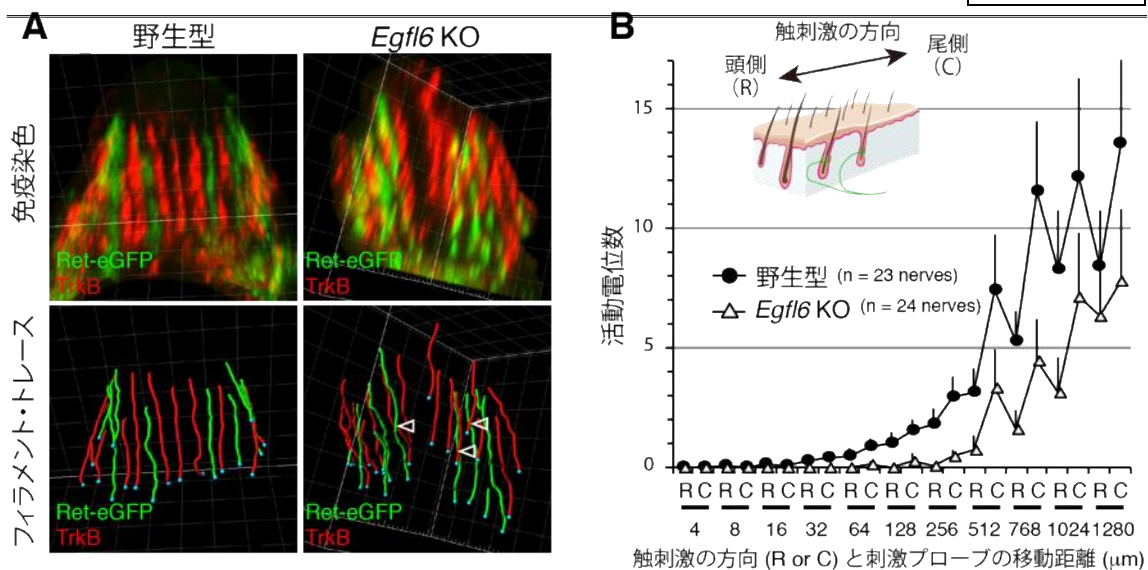 A
野生型
Egfl6 KO
免疫染色
Ret-eGFP
TrkB
Ret-eGFP
TrkB
フィラメント・トレース
Ret-eGFP
TrkB
Ret-eGFP
TrkB
B
触刺激の方向
頭側
(R)
尾側
(C)
活動電位数
15
10
5
0
野生型 (n = 23 nerves)
Egfl6 KO (n = 24 nerves)
R C R C R C R C R C R C R C R C R C R C R C
4 8 16 32 64 128 256 512 768 1024 1280
触刺激の方向 (R or C) と刺激プローブの移動距離 (μm)